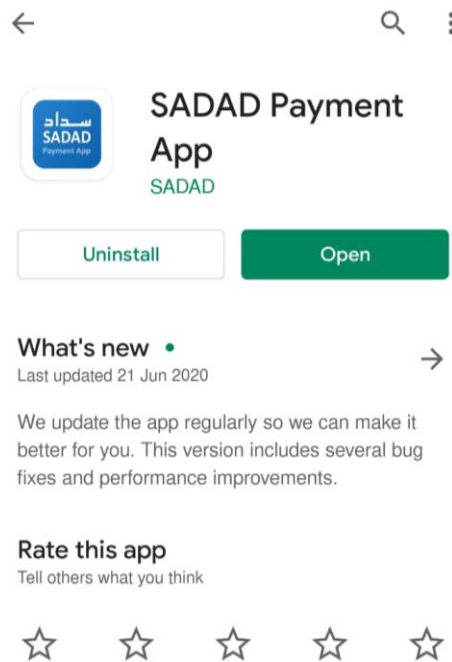 SADAD Payment
App
SADAD
سداد
SADAD
Payment App
Uninstall
Open
What's new
Last updated 21 Jun 2020
We update the app regularly so we can make it
better for you. This version includes several bug
fixes and performance improvements.
Rate this app
Tell others what you think